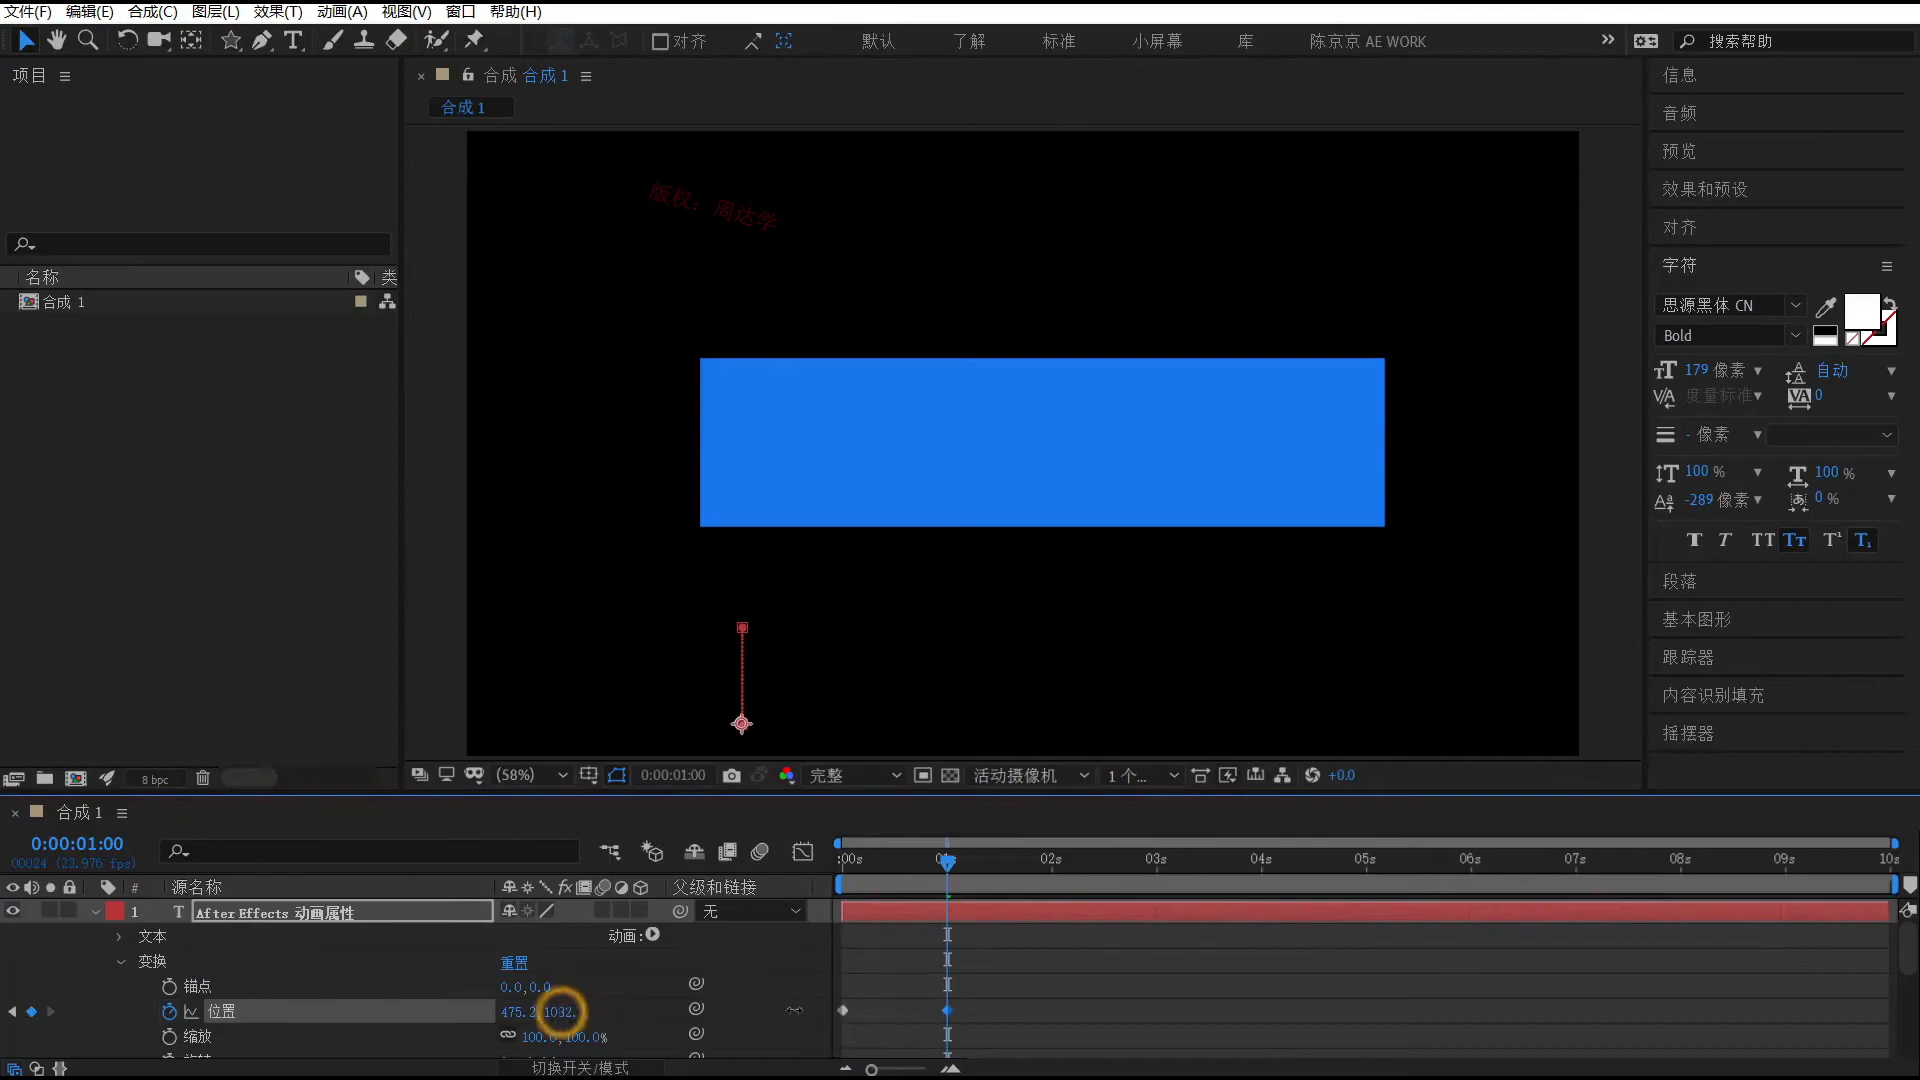 文件(F) 编辑(E) 合成(C) 图层(L) 效果(T) 动画(A) 视图(V) 窗口 帮助(H)
对齐 默认 了解 标准 小屏幕 库 陈京京 AE WORK 搜索帮助
项目
合成 合成 1
合成 1
版权：周达学
名称 类
合成 1
信息
音频
预览
效果和预设
对齐
字符
思源黑体 CN
Bold
179 像素 自动
度量标准 0
- 像素
100 % 100 %
-289 像素 0 %
段落
基本图形
跟踪器
内容识别填充
摇摆器
8 bpc
(58%) 0:00:01:00 完整 活动摄像机 1 个... +0.0
合成 1
0:00:01:00
00024 (23.976 fps)
:00s 02s 03s 04s 05s 06s 07s 08s 09s 10s
# 源名称 fx 父级和链接
1 T After Effects 动画属性 无
文本 动画:
变换 重置
锚点 0.0,0.0
位置 475.2,1032.
缩放 100.0,100.0%
切换开关/模式